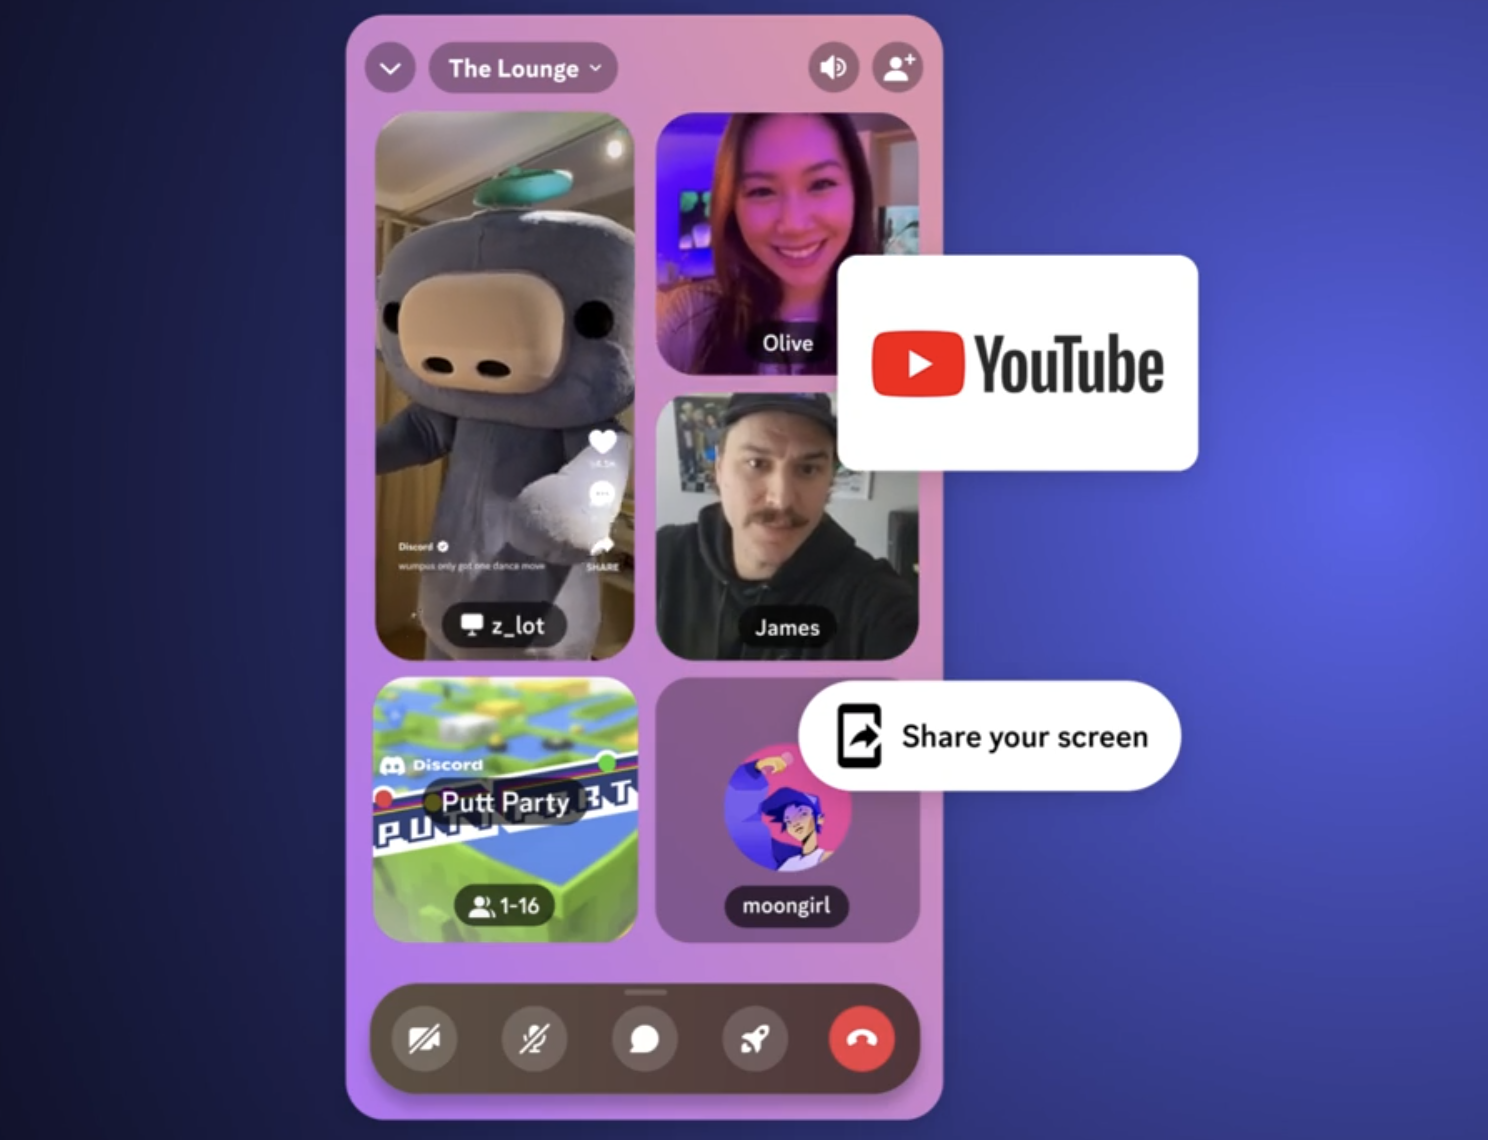 The Lounge
Olive
YouTube
Discord
wumpus only got one dance move
SHARE
z_lot
James
Share your screen
Discord
Putt Party
1-16
moongirl